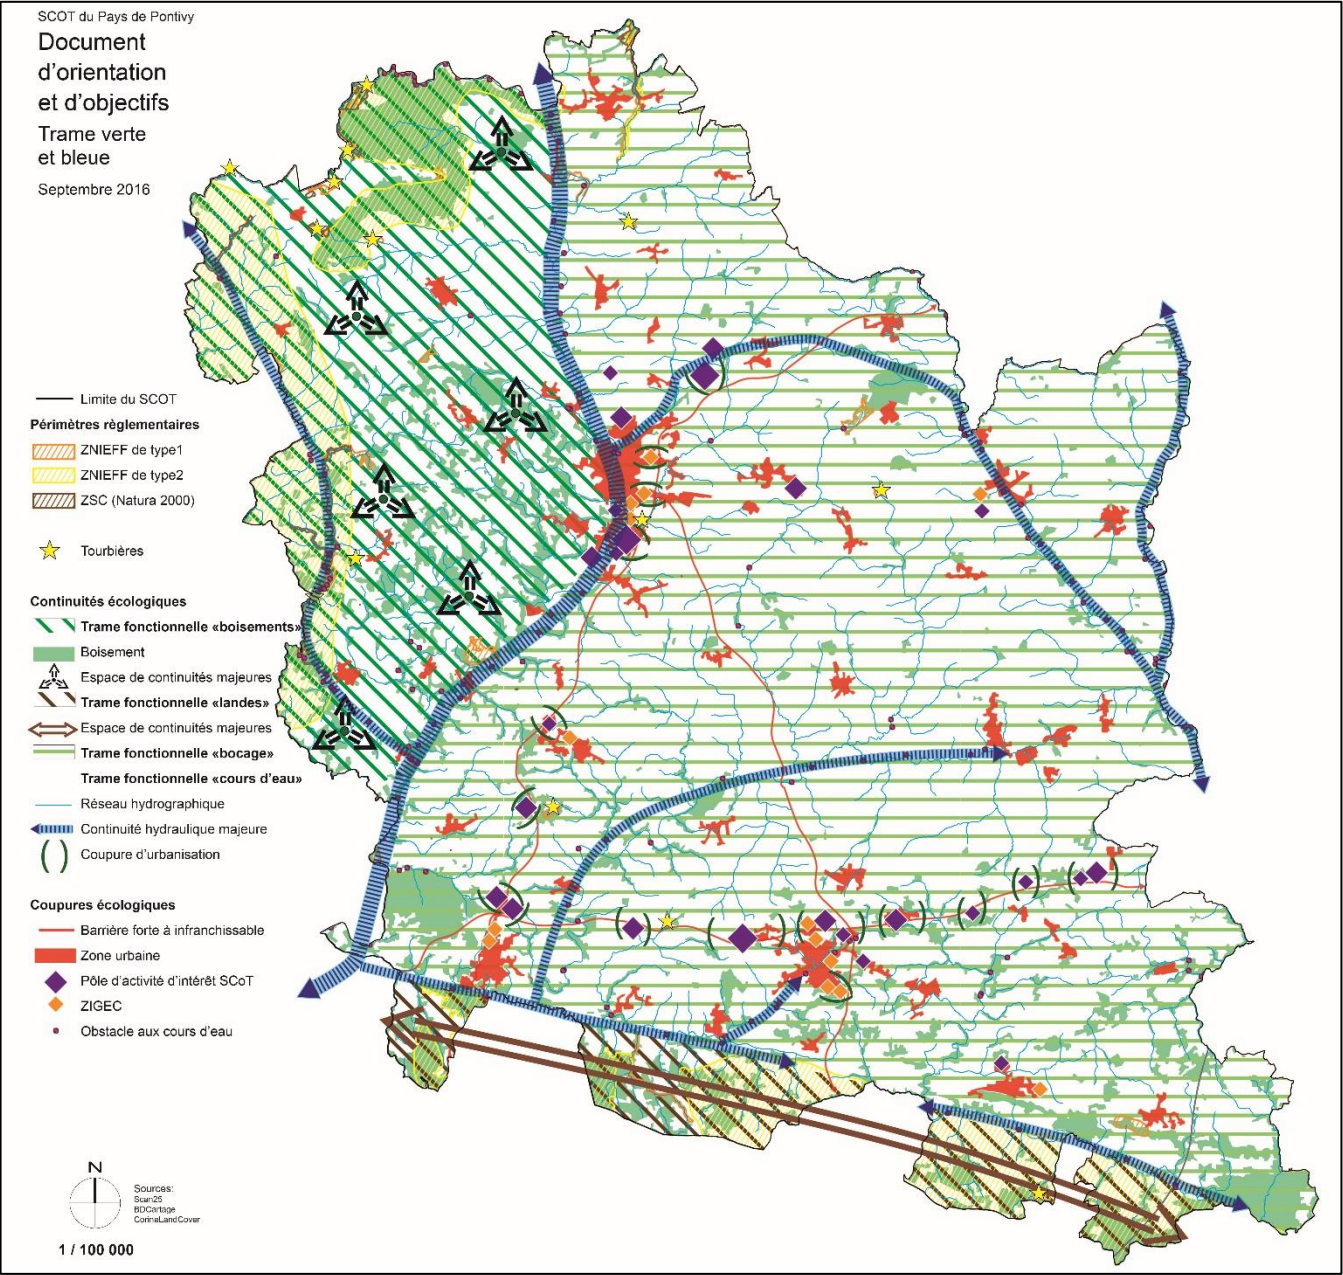 SCOT du Pays de Pontivy
Document
d'orientation
et d'objectifs
Trame verte
et bleue
Septembre 2016
Limite du SCOT
Périmètres règlementaires
ZNIEFF de type1
ZNIEFF de type2
ZSC (Natura 2000)
Tourbières
Continuités écologiques
Trame fonctionnelle «boisements»
Boisement
Espace de continuités majeures
Trame fonctionnelle «landes»
Espace de continuités majeures
Trame fonctionnelle «bocage»
Trame fonctionnelle «cours d'eau»
Réseau hydrographique
Continuité hydraulique majeure
Coupure d'urbanisation
Coupures écologiques
Barrière forte à infranchissable
Zone urbaine
Pôle d'activité d'intérêt SCoT
ZIGEC
Obstacle aux cours d'eau
N
Sources:
Scan25
BDCartage
CorineLandCover
1 / 100 000